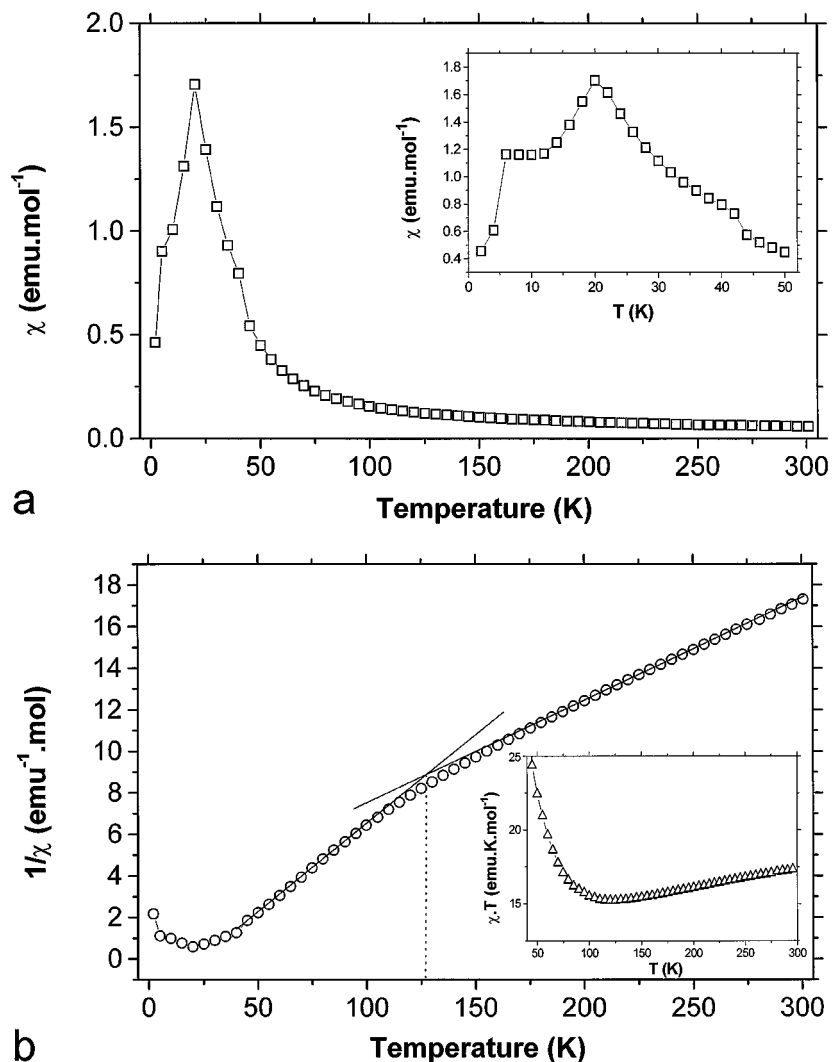 2.0
1.5
1.0
0.5
0.0
χ (emu.mol⁻¹)
0 50 100 150 200 250 300
Temperature (K)
1.8
1.6
1.4
1.2
1.0
0.8
0.6
0.4
χ (emu.mol⁻¹)
0 10 20 30 40 50
T (K)
a
18
16
14
12
10
8
6
4
2
0
1/χ (emu⁻¹.mol)
0 50 100 150 200 250 300
Temperature (K)
25
20
15
χ.T (emu.K.mol⁻¹)
50 100 150 200 250 300
T (K)
b